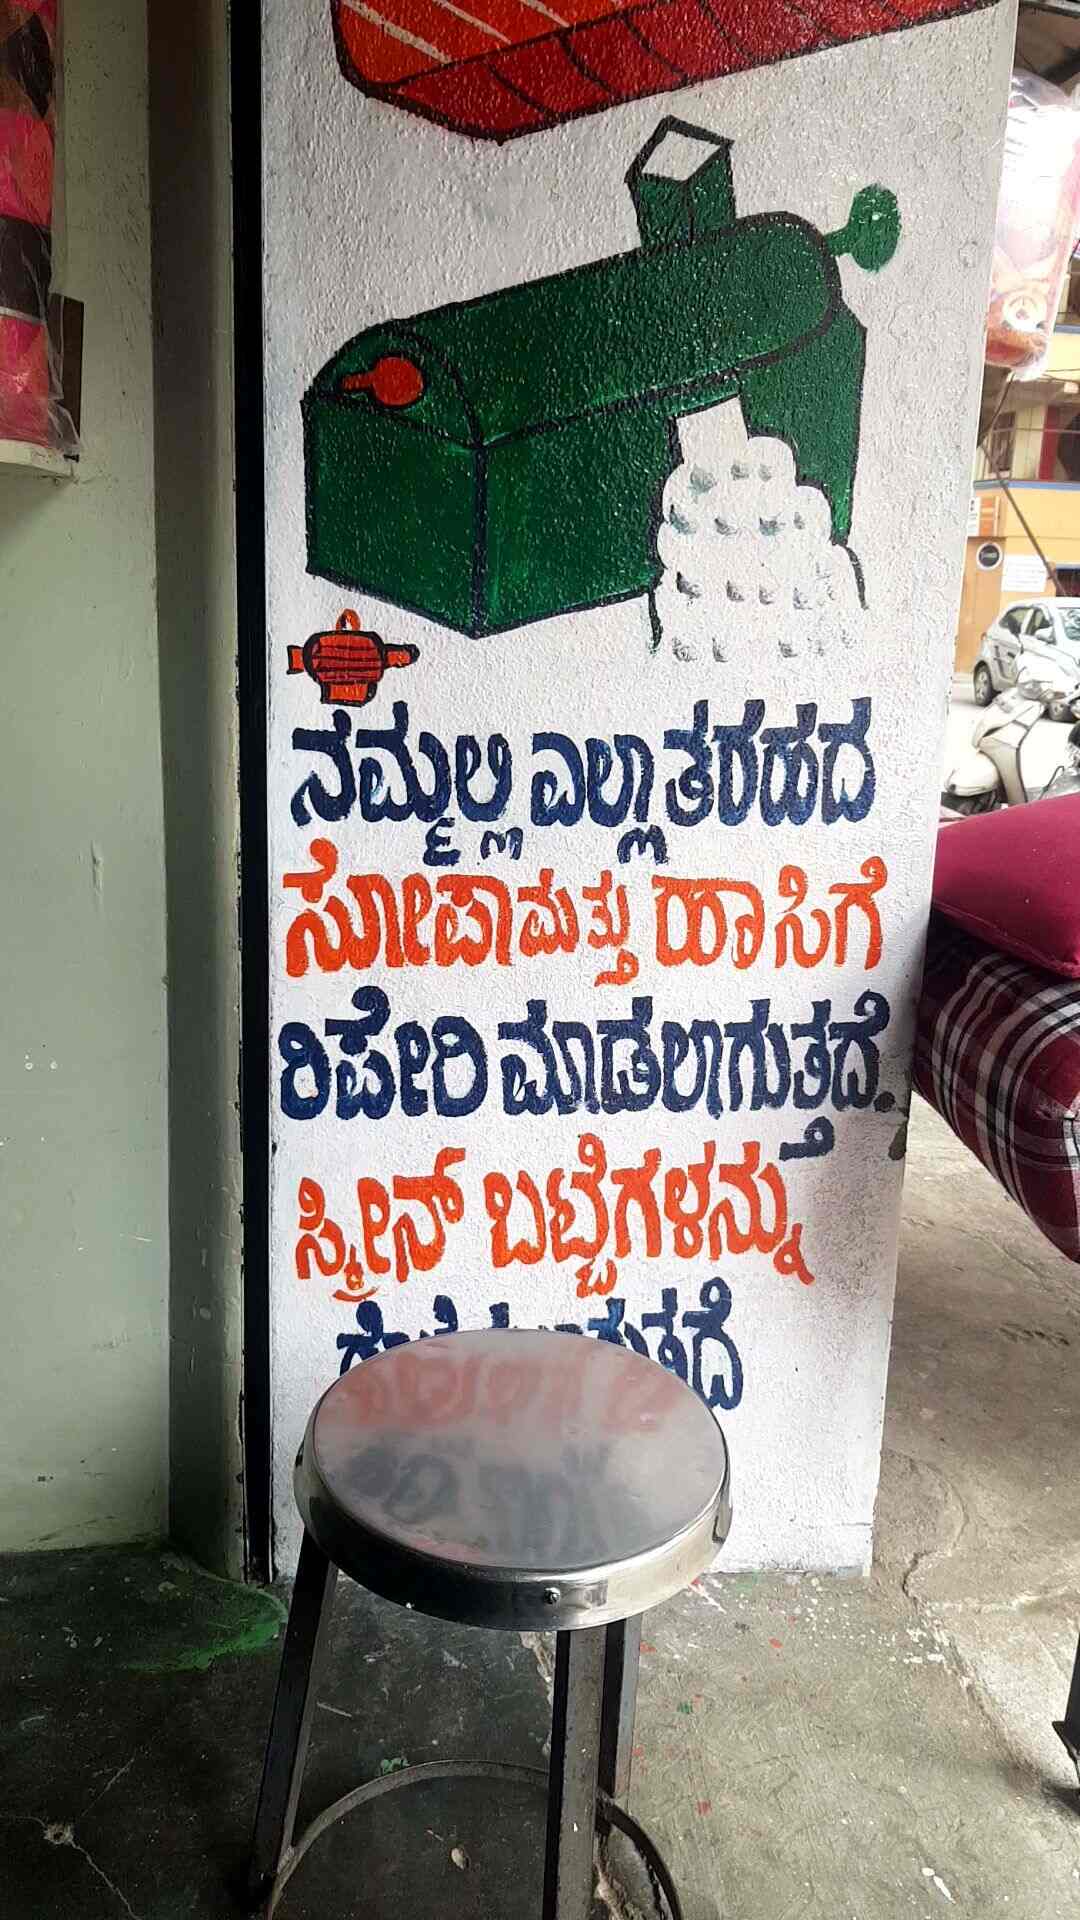 ನಮ್ಮಲ್ಲಿ ಎಲ್ಲಾ ತರಹದ
ಸೋಪಾ ಮತ್ತು ಹಾಸಿಗೆ
ರಿಪೇರಿ ಮಾಡಲಾಗುತ್ತದೆ.
ಸ್ಕ್ರೀನ್ ಬಟ್ಟೆಗಳನ್ನು